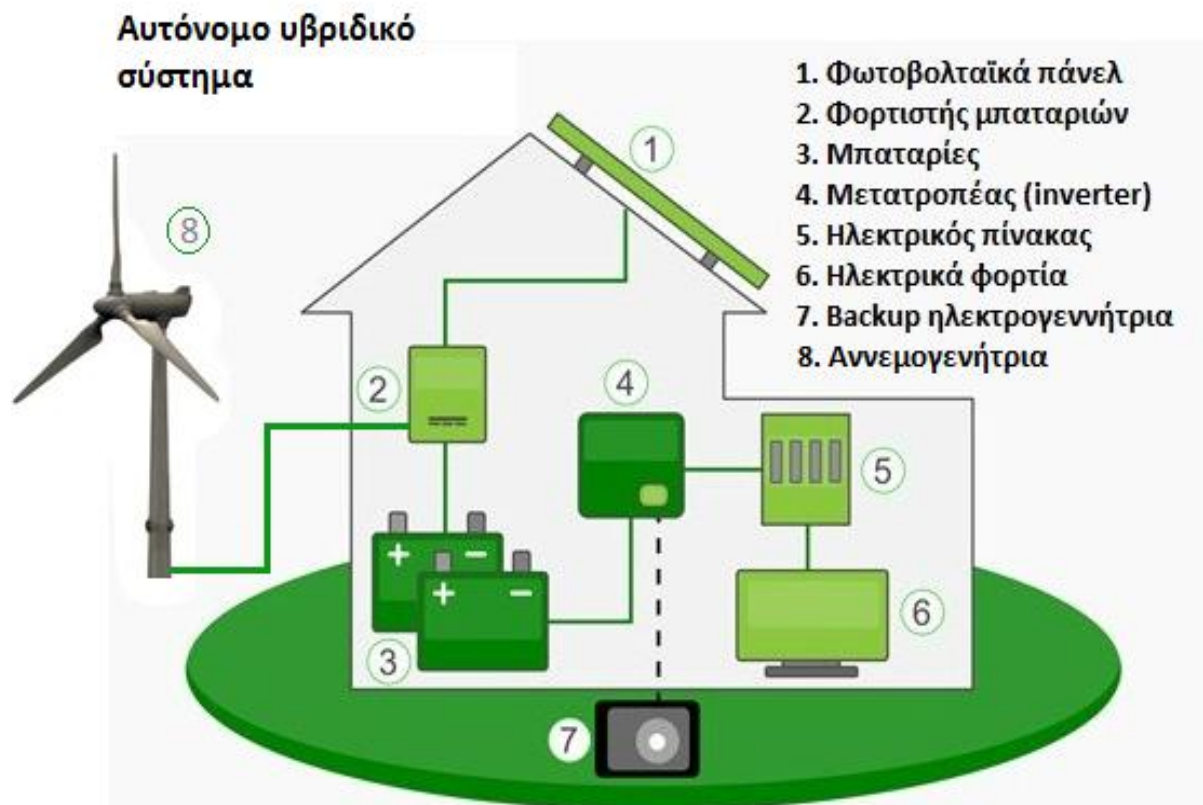 Αυτόνομο υβριδικό
σύστημα
1. Φωτοβολταϊκά πάνελ
2. Φορτιστής μπαταριών
3. Μπαταρίες
4. Μετατροπέας (inverter)
5. Ηλεκτρικός πίνακας
6. Ηλεκτρικά φορτία
7. Backup ηλεκτρογεννήτρια
8. Αννεμογενήτρια
1
8
2
4
5
+ −
+ −
6
3
7